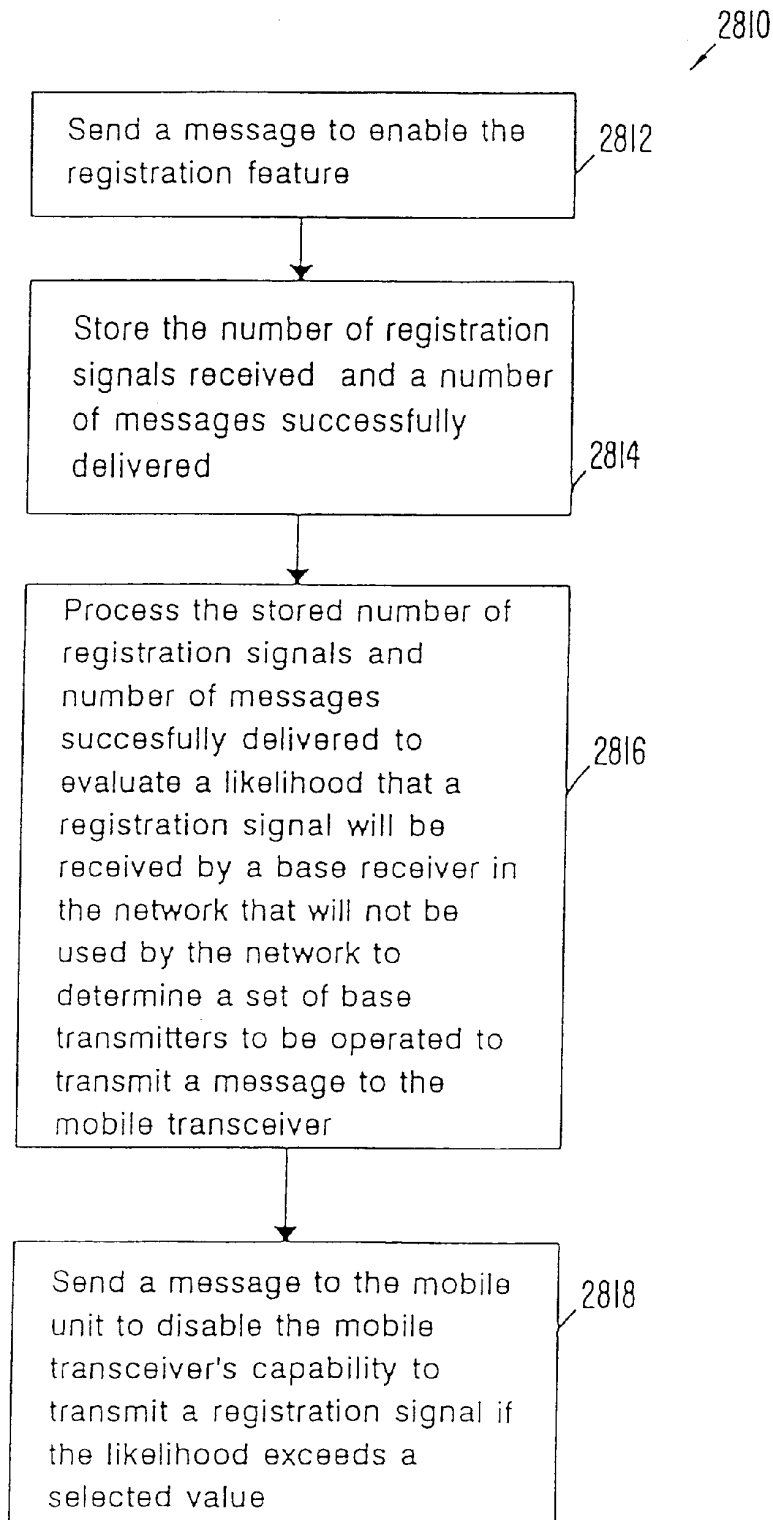 2810
Send a message to enable the
registration feature
2812
Store the number of registration
signals received and a number
of messages successfully
delivered
2814
Process the stored number of
registration signals and
number of messages
succesfully delivered to
evaluate a likelihood that a
registration signal will be
received by a base receiver in
the network that will not be
used by the network to
determine a set of base
transmitters to be operated to
transmit a message to the
mobile transceiver
2816
Send a message to the mobile
unit to disable the mobile
transceiver's capability to
transmit a registration signal if
the likelihood exceeds a
selected value
2818